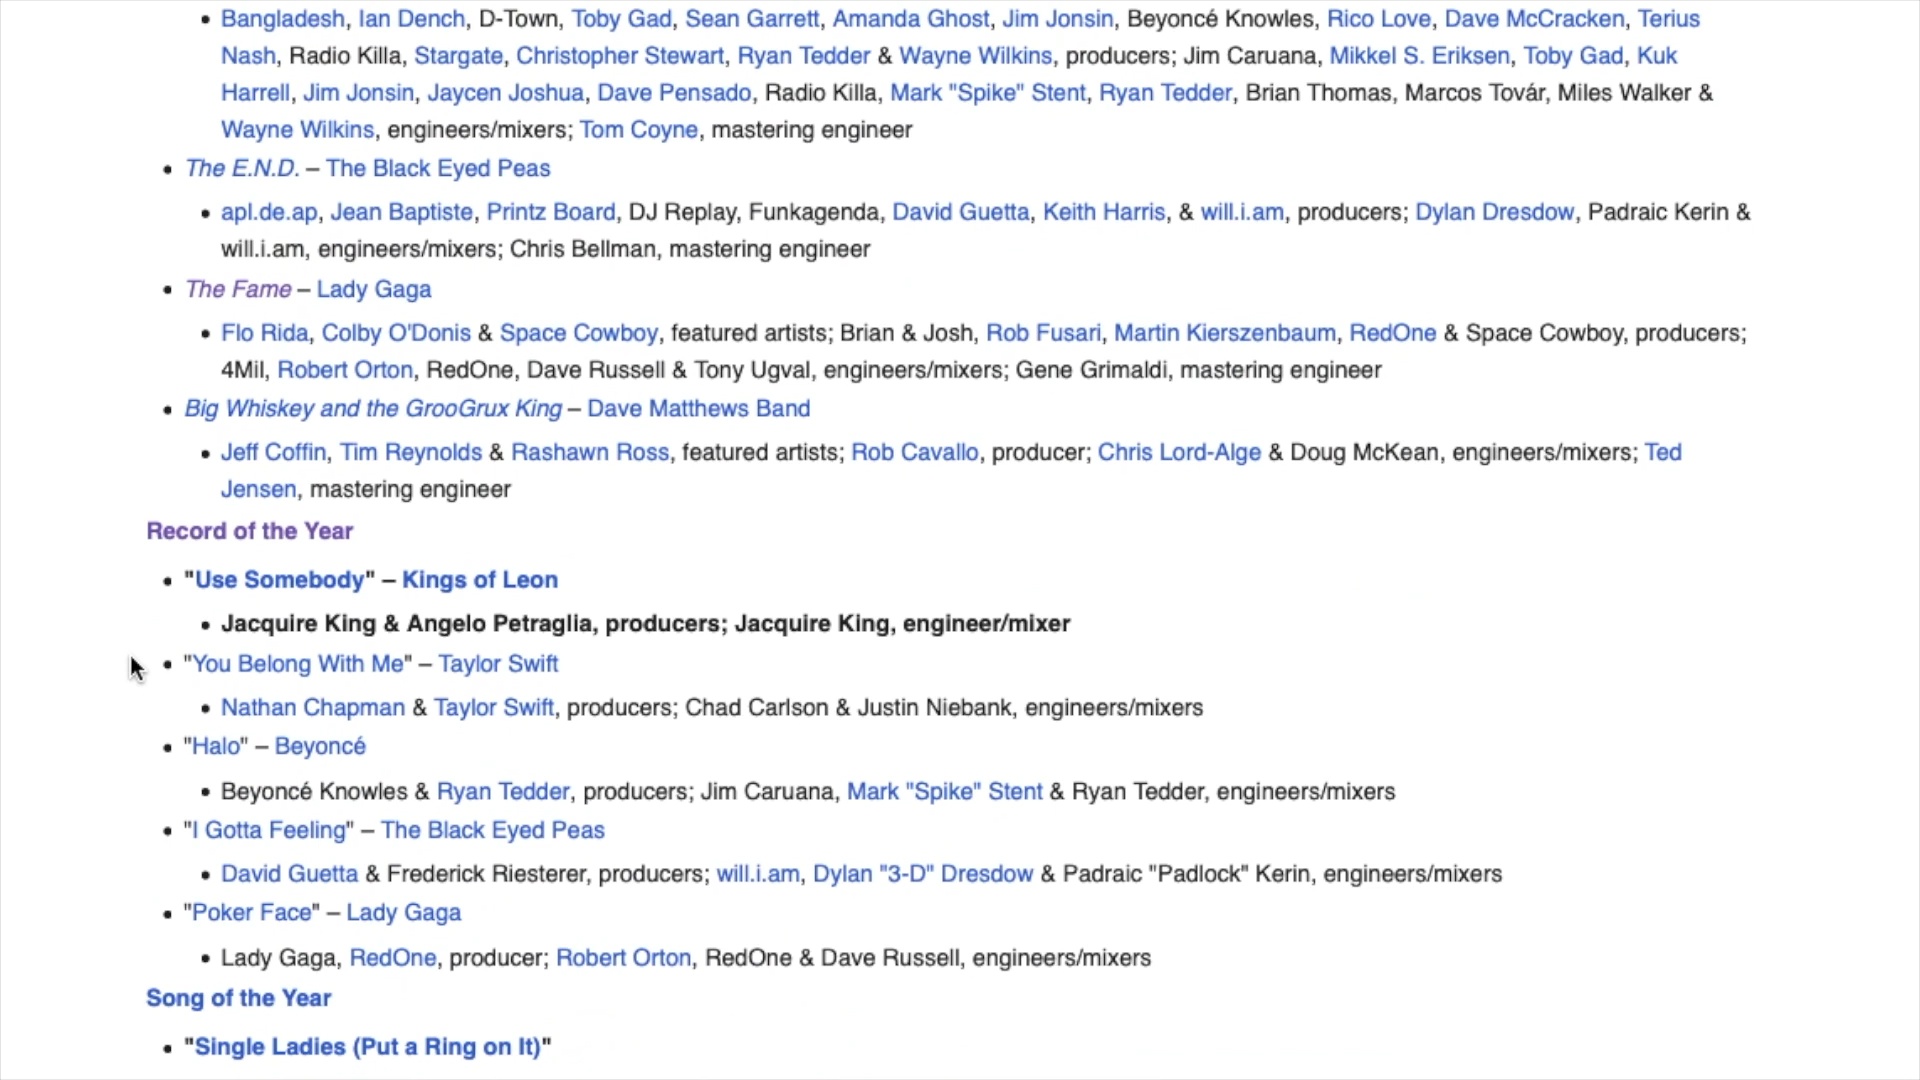 • Bangladesh, Ian Dench, D-Town, Toby Gad, Sean Garrett, Amanda Ghost, Jim Jonsin, Beyoncé Knowles, Rico Love, Dave McCracken, Terius
Nash, Radio Killa, Stargate, Christopher Stewart, Ryan Tedder & Wayne Wilkins, producers; Jim Caruana, Mikkel S. Eriksen, Toby Gad, Kuk
Harrell, Jim Jonsin, Jaycen Joshua, Dave Pensado, Radio Killa, Mark "Spike" Stent, Ryan Tedder, Brian Thomas, Marcos Továr, Miles Walker &
Wayne Wilkins, engineers/mixers; Tom Coyne, mastering engineer
• The E.N.D. – The Black Eyed Peas
• apl.de.ap, Jean Baptiste, Printz Board, DJ Replay, Funkagenda, David Guetta, Keith Harris, & will.i.am, producers; Dylan Dresdow, Padraic Kerin &
will.i.am, engineers/mixers; Chris Bellman, mastering engineer
• The Fame – Lady Gaga
• Flo Rida, Colby O'Donis & Space Cowboy, featured artists; Brian & Josh, Rob Fusari, Martin Kierszenbaum, RedOne & Space Cowboy, producers;
4Mil, Robert Orton, RedOne, Dave Russell & Tony Ugval, engineers/mixers; Gene Grimaldi, mastering engineer
• Big Whiskey and the GrooGrux King – Dave Matthews Band
• Jeff Coffin, Tim Reynolds & Rashawn Ross, featured artists; Rob Cavallo, producer; Chris Lord-Alge & Doug McKean, engineers/mixers; Ted
Jensen, mastering engineer
Record of the Year
• "Use Somebody" – Kings of Leon
• Jacquire King & Angelo Petraglia, producers; Jacquire King, engineer/mixer
• "You Belong With Me" – Taylor Swift
• Nathan Chapman & Taylor Swift, producers; Chad Carlson & Justin Niebank, engineers/mixers
• "Halo" – Beyoncé
• Beyoncé Knowles & Ryan Tedder, producers; Jim Caruana, Mark "Spike" Stent & Ryan Tedder, engineers/mixers
• "I Gotta Feeling" – The Black Eyed Peas
• David Guetta & Frederick Riesterer, producers; will.i.am, Dylan "3-D" Dresdow & Padraic "Padlock" Kerin, engineers/mixers
• "Poker Face" – Lady Gaga
• Lady Gaga, RedOne, producer; Robert Orton, RedOne & Dave Russell, engineers/mixers
Song of the Year
• "Single Ladies (Put a Ring on It)"